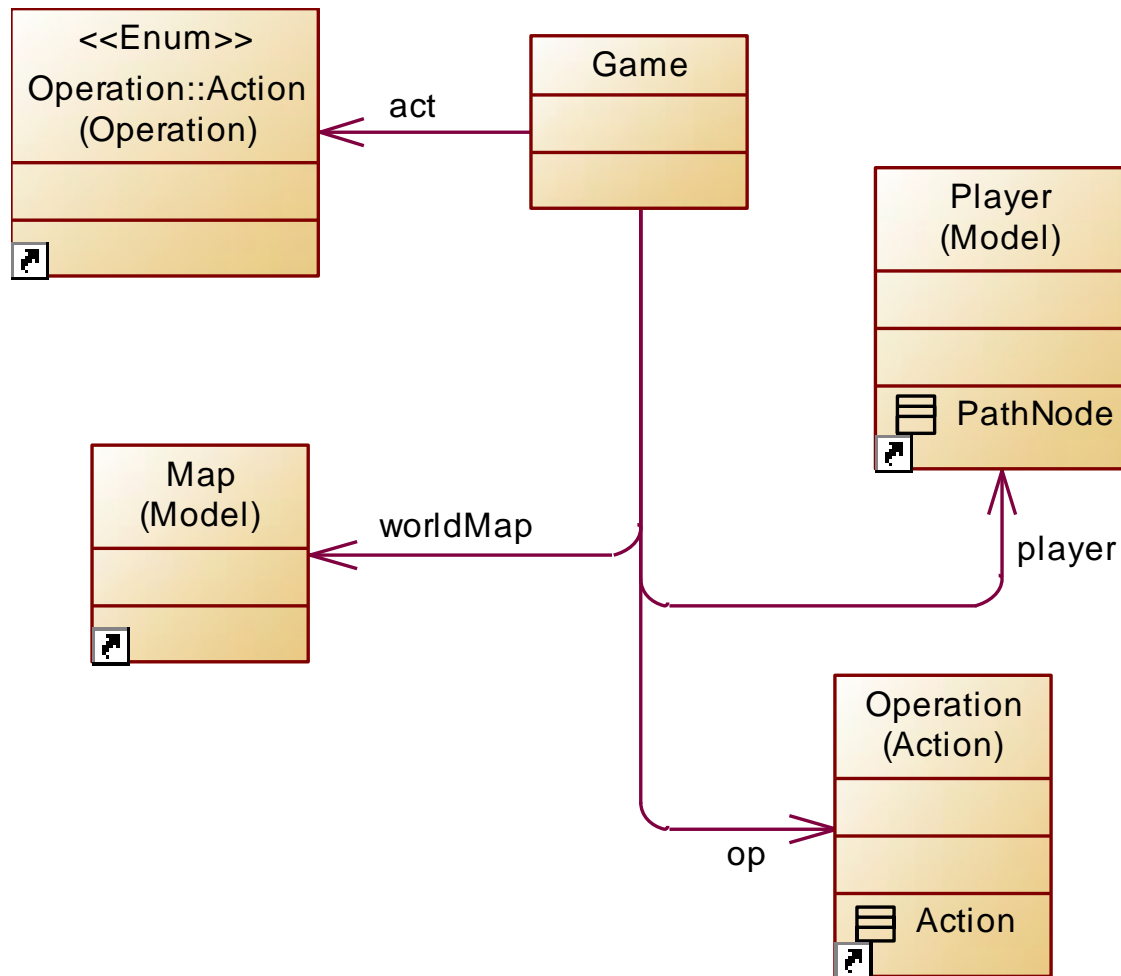 <<Enum>>
Operation::Action
(Operation)
act
Game
Player
(Model)
PathNode
Map
(Model)
worldMap
player
Operation
(Action)
op
Action